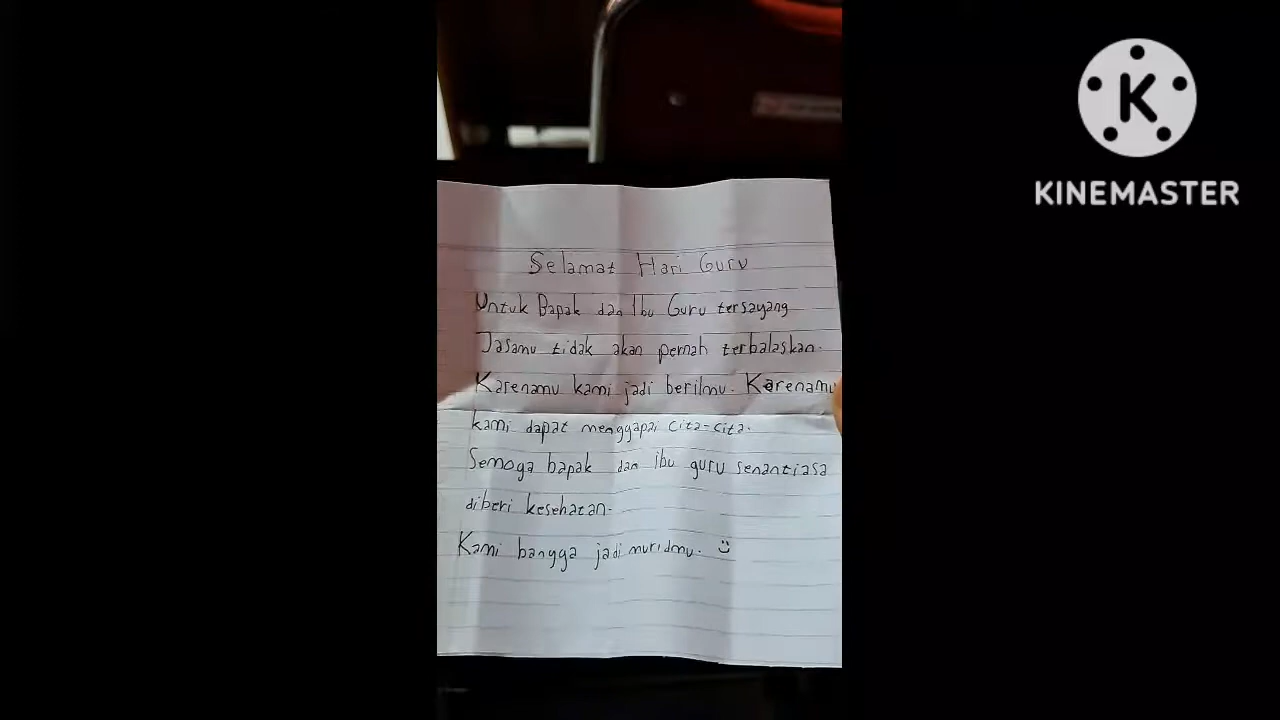 KINEMASTER
Selamat Hari Guru
Untuk Bapak dan Ibu Guru tersayang
Jasamu tidak akan pernah terbalaskan.
Karenamu kami jadi berilmu. Karenamu
kami dapat menggapai cita-cita.
Semoga bapak dan ibu guru senantiasa
diberi kesehatan.
Kami bangga jadi muridmu. :)